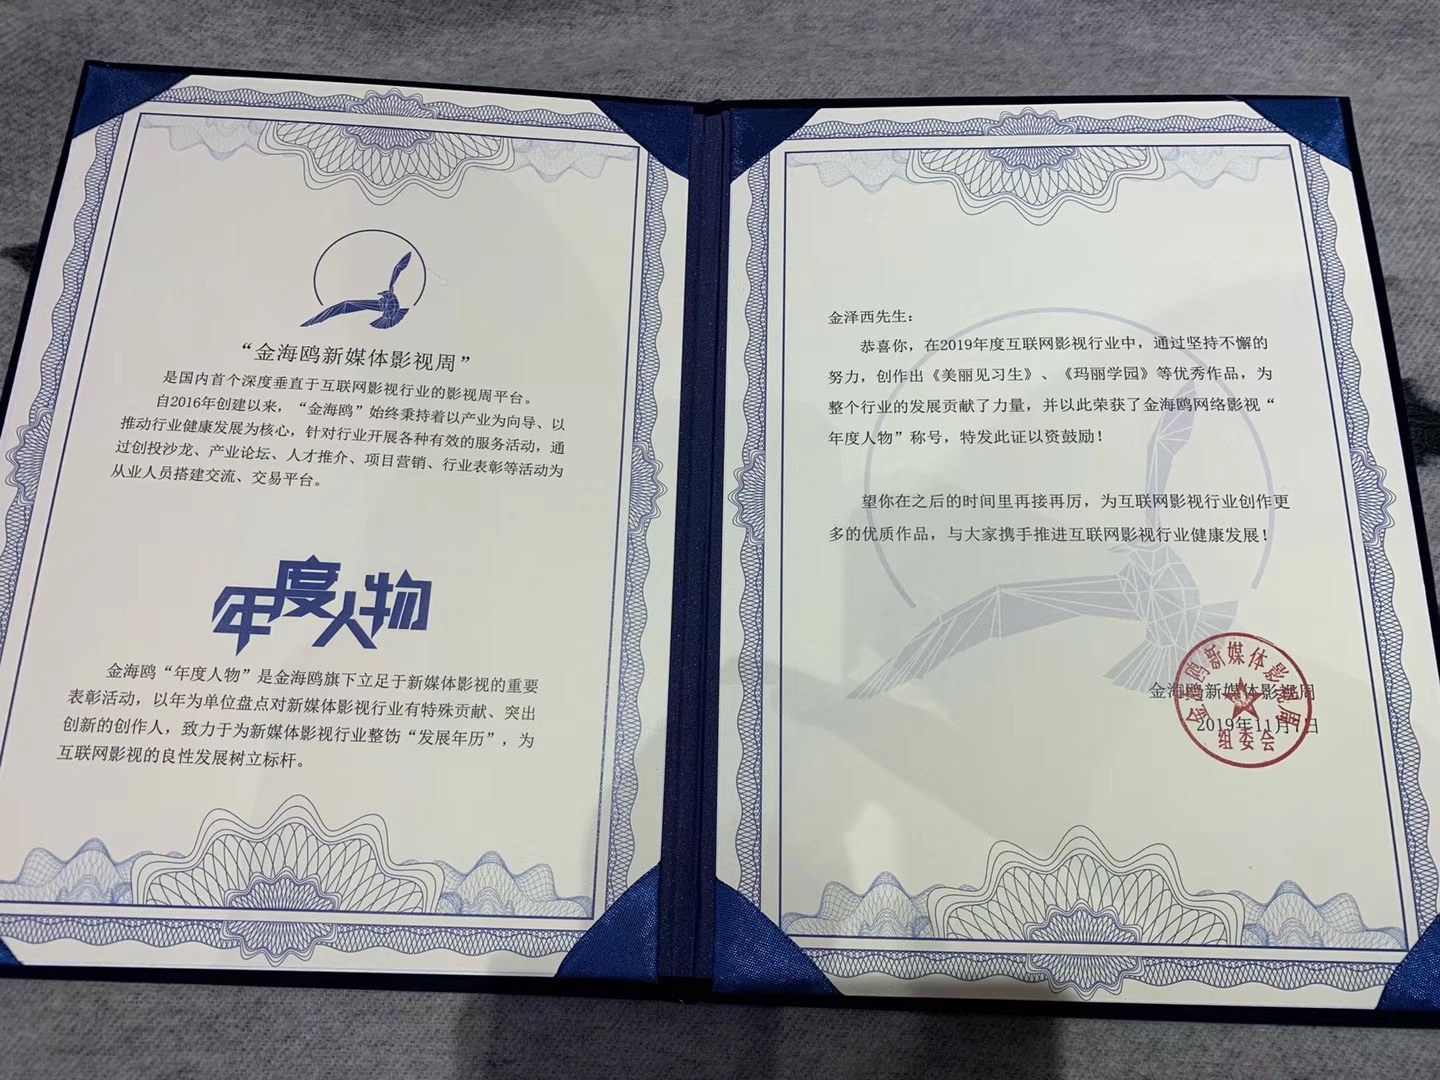 “金海鸥新媒体影视周”
是国内首个深度垂直于互联网影视行业的影视周平台。
自2016年创建以来，“金海鸥”始终秉持着以产业为向导、以
推动行业健康发展为核心，针对行业开展各种有效的服务活动，通
过创投沙龙、产业论坛、人才推介、项目营销、行业表彰等活动为
从业人员搭建交流、交易平台。
年度人物
金海鸥“年度人物”是金海鸥旗下立足于新媒体影视的重要
表彰活动，以年为单位盘点对新媒体影视行业有特殊贡献、突出
创新的创作人，致力于为新媒体影视行业整饬“发展年历”，为
互联网影视的良性发展树立标杆。
金泽西先生：
恭喜你，在2019年度互联网影视行业中，通过坚持不懈的
努力，创作出《美丽见习生》、《玛丽学园》等优秀作品，为
整个行业的发展贡献了力量，并以此荣获了金海鸥网络影视“
年度人物”称号，特发此证以资鼓励！
望你在之后的时间里再接再厉，为互联网影视行业创作更
多的优质作品，与大家携手推进互联网影视行业健康发展！
金海鸥新媒体影视周
2019年11月7日
金海鸥新媒体影视周
组委会